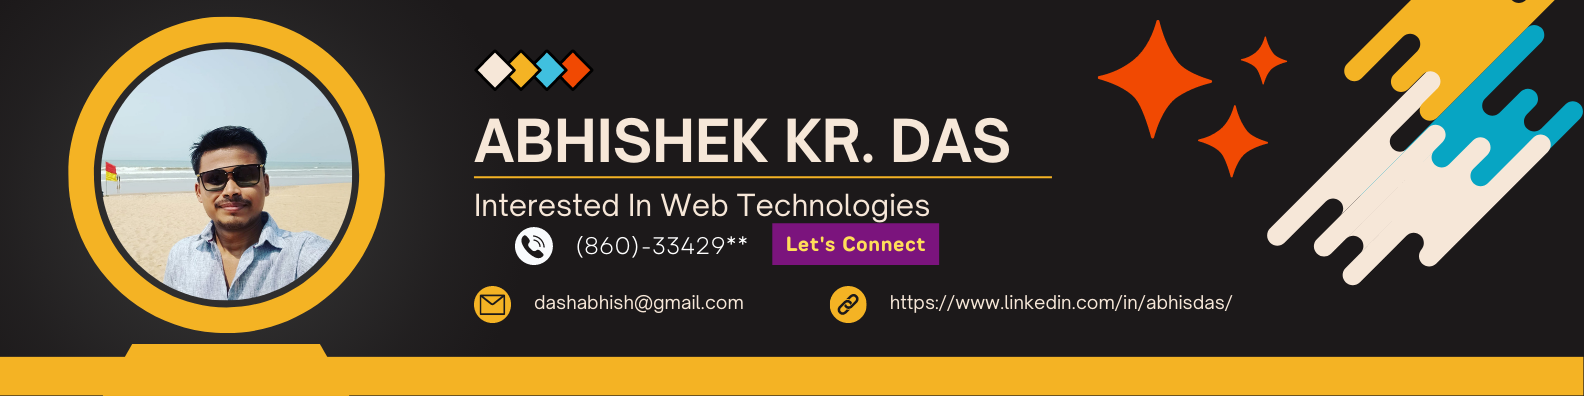 ABHISHEK KR. DAS
Interested In Web Technologies
(860)-33429** Let's Connect
dashabhish@gmail.com https://www.linkedin.com/in/abhisdas/